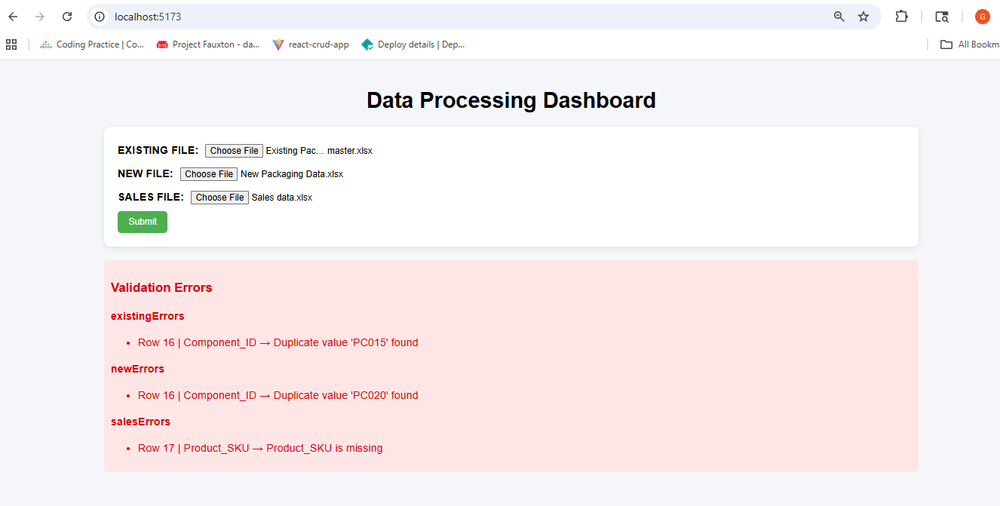 localhost:5173
G
Coding Practice | Co...
Project Fauxton - da...
react-crud-app
Deploy details | Dep...
All Bookm
Data Processing Dashboard
EXISTING FILE: Choose File Existing Pac... master.xlsx
NEW FILE: Choose File New Packaging Data.xlsx
SALES FILE: Choose File Sales data.xlsx
Submit
Validation Errors
existingErrors
• Row 16 | Component_ID → Duplicate value 'PC015' found
newErrors
• Row 16 | Component_ID → Duplicate value 'PC020' found
salesErrors
• Row 17 | Product_SKU → Product_SKU is missing